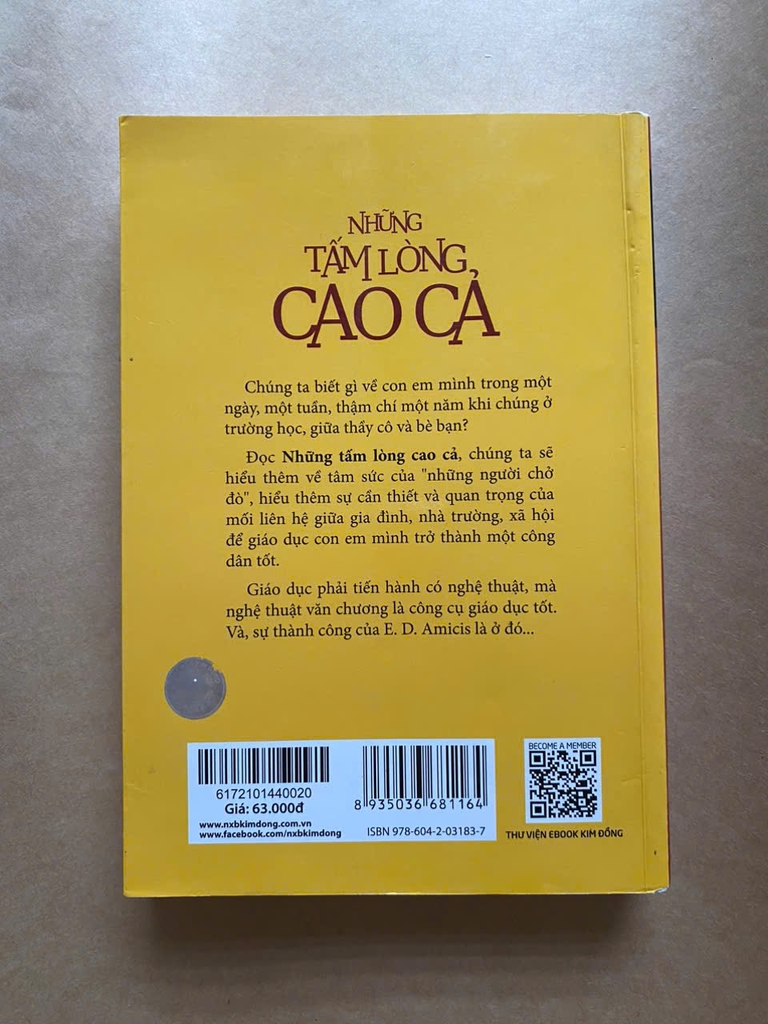 NHỮNG
TẤM LÒNG
CAO CẢ
Chúng ta biết gì về con em mình trong một
ngày, một tuần, thậm chí một năm khi chúng ở
trường học, giữa thầy cô và bè bạn?
Đọc Những tấm lòng cao cả, chúng ta sẽ
hiểu thêm về tâm sức của "những người chở
đò", hiểu thêm sự cần thiết và quan trọng của
mối liên hệ giữa gia đình, nhà trường, xã hội
để giáo dục con em mình trở thành một công
dân tốt.
Giáo dục phải tiến hành có nghệ thuật, mà
nghệ thuật văn chương là công cụ giáo dục tốt.
Và, sự thành công của E. D. Amicis là ở đó...
6172101440020
Giá: 63.000đ
www.nxbkimdong.com.vn
www.facebook.com/nxbkimdong
8 935036 681164
ISBN 978-604-2-03183-7
BECOME A MEMBER
THƯ VIỆN EBOOK KIM ĐỒNG